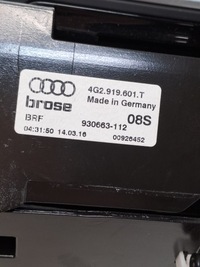 4G2.919.601.T
Made in Germany
brose
BRF 930663-112 08S
04:31:50 14.03.16 00926452